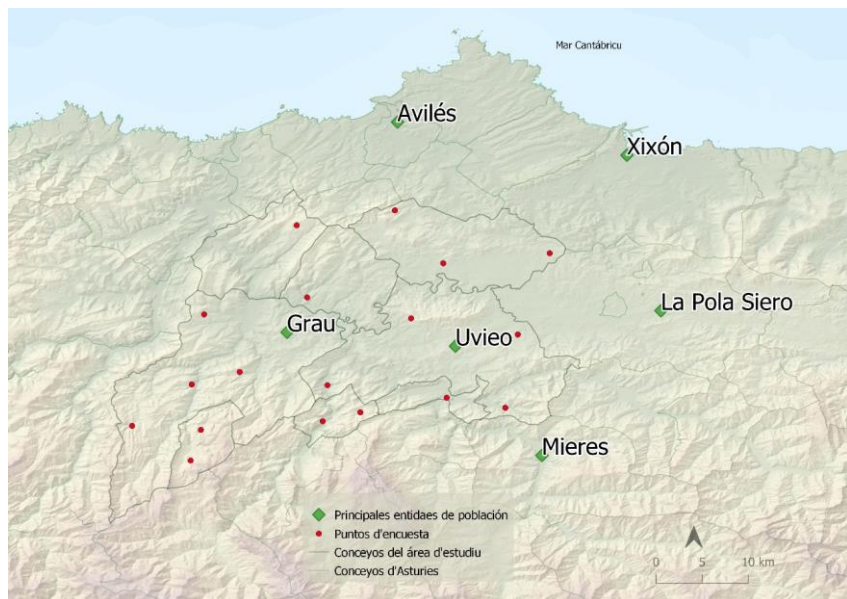 Mar Cantábricu
Avilés
Xixón
La Pola Siero
Grau
Uvieo
Mieres
Principales entidaes de población
Puntos d'encuesta
Conceyos del área d'estudiu
Conceyos d'Asturies
0 5 10 km